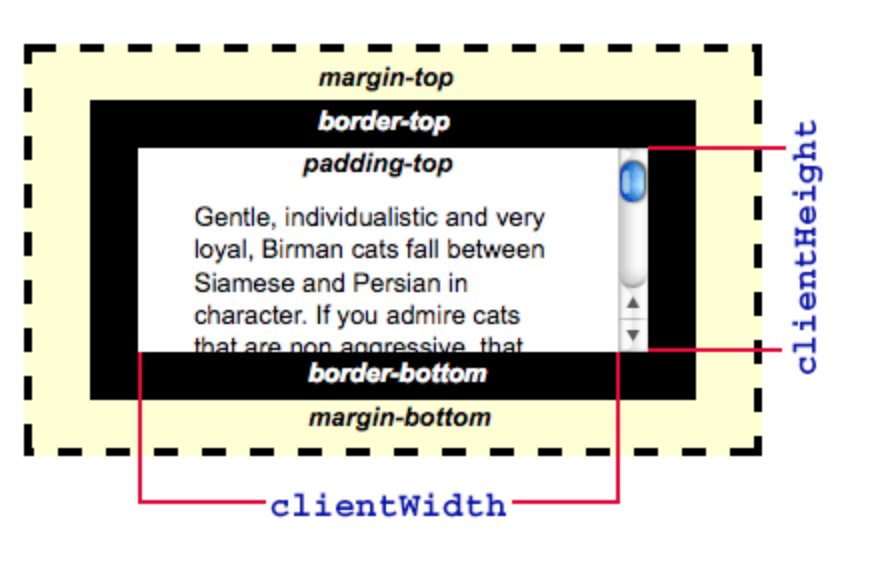 margin-top
border-top
padding-top
Gentle, individualistic and very
loyal, Birman cats fall between
Siamese and Persian in
character. If you admire cats
that are non aggressive, that
border-bottom
margin-bottom
clientWidth
clientHeight